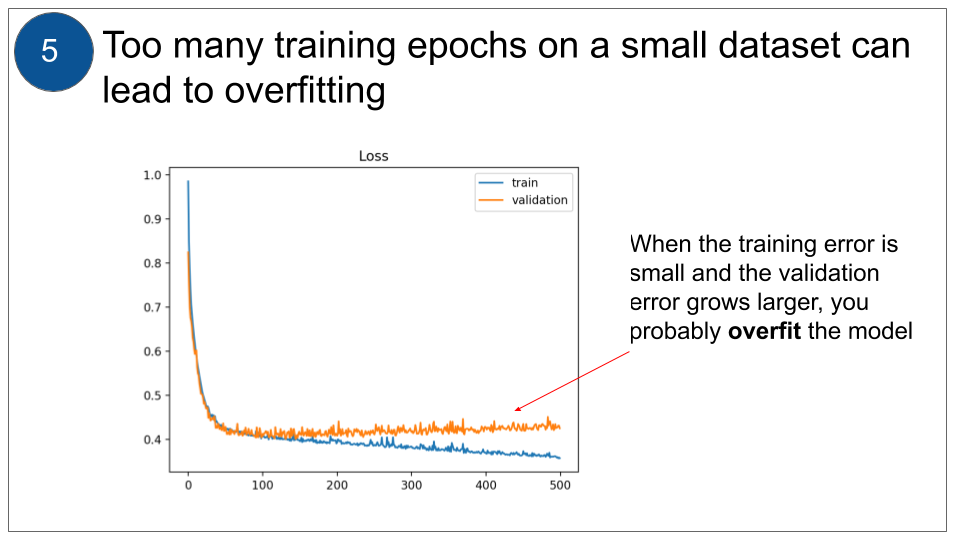 5
Too many training epochs on a small dataset can
lead to overfitting
Loss
1.0
0.9
0.8
0.7
0.6
0.5
0.4
train
validation
0 100 200 300 400 500
When the training error is
small and the validation
error grows larger, you
probably overfit the model